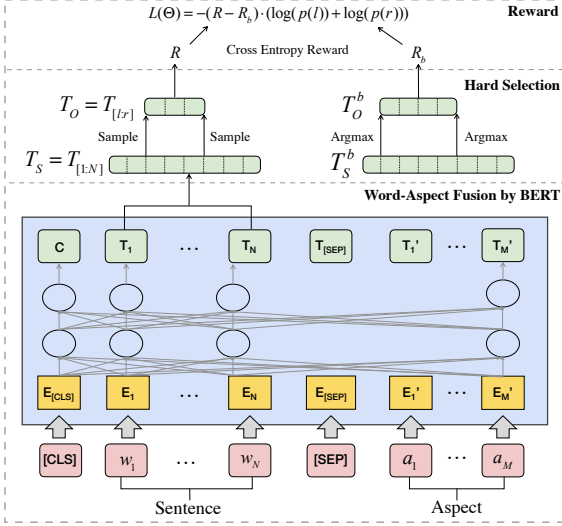 Reward
L(Θ)=−(R−R_b)·(log(p(l))+log(p(r)))
R
Cross Entropy Reward
R_b
Hard Selection
T_O = T_[l:r]
T_O^b
Sample
Sample
Argmax
Argmax
T_S = T_[1:N]
T_S^b
Word-Aspect Fusion by BERT
C T_1 ... T_N T_[SEP] T_1' ... T_M'
E_[CLS] E_1 ... E_N E_[SEP] E_1' ... E_M'
[CLS] w_1 ... w_N [SEP] a_1 ... a_M
Sentence Aspect